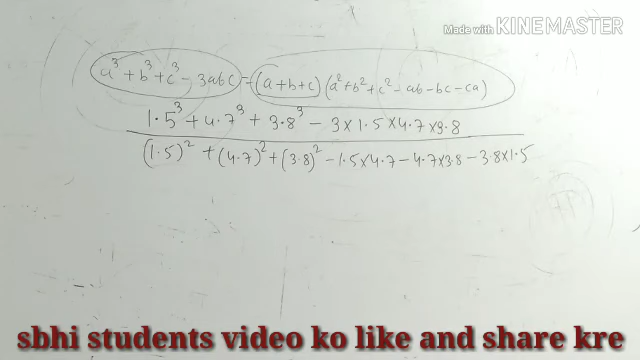 Made with KINEMASTER
a³ + b³ + c³ - 3abc = (a+b+c) (a² + b² + c² - ab - bc - ca)
1.5³ + 4.7³ + 3.8³ - 3×1.5×4.7×3.8
(1.5)² + (4.7)² + (3.8)² - 1.5×4.7 - 4.7×3.8 - 3.8×1.5
sbhi students video ko like and share kre